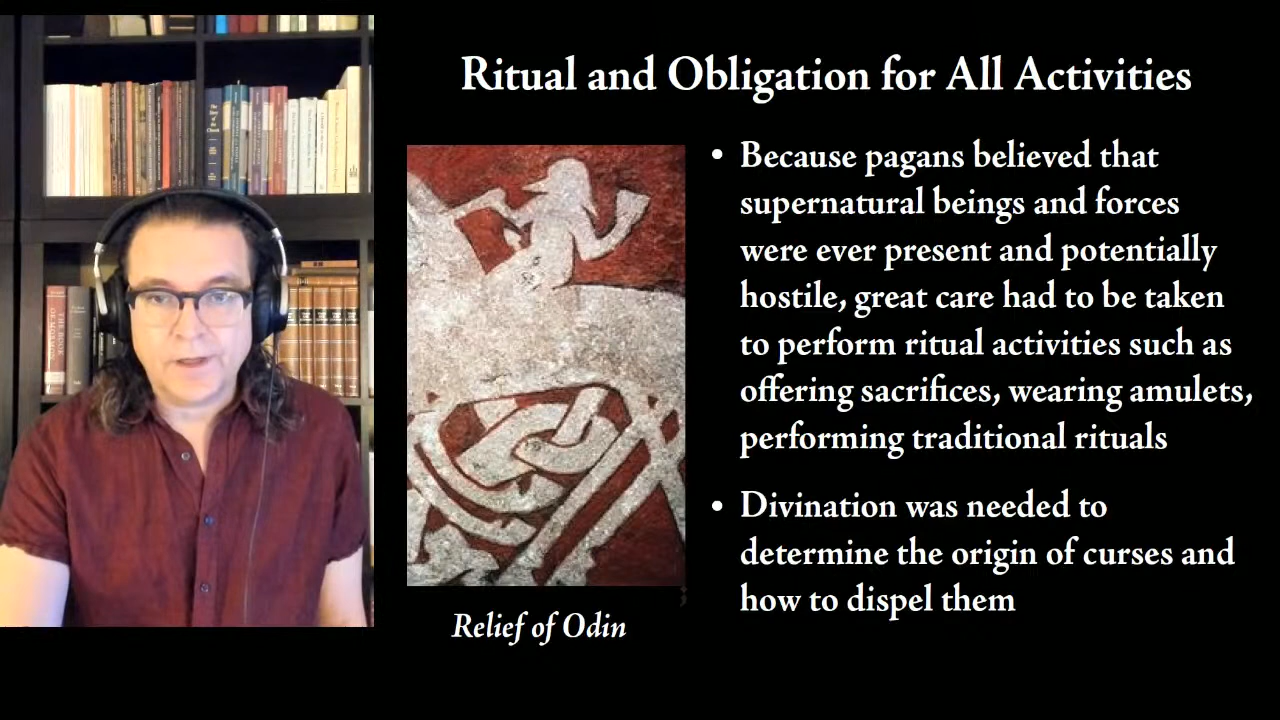 Ritual and Obligation for All Activities
• Because pagans believed that
supernatural beings and forces
were ever present and potentially
hostile, great care had to be taken
to perform ritual activities such as
offering sacrifices, wearing amulets,
performing traditional rituals
• Divination was needed to
determine the origin of curses and
how to dispel them
Relief of Odin